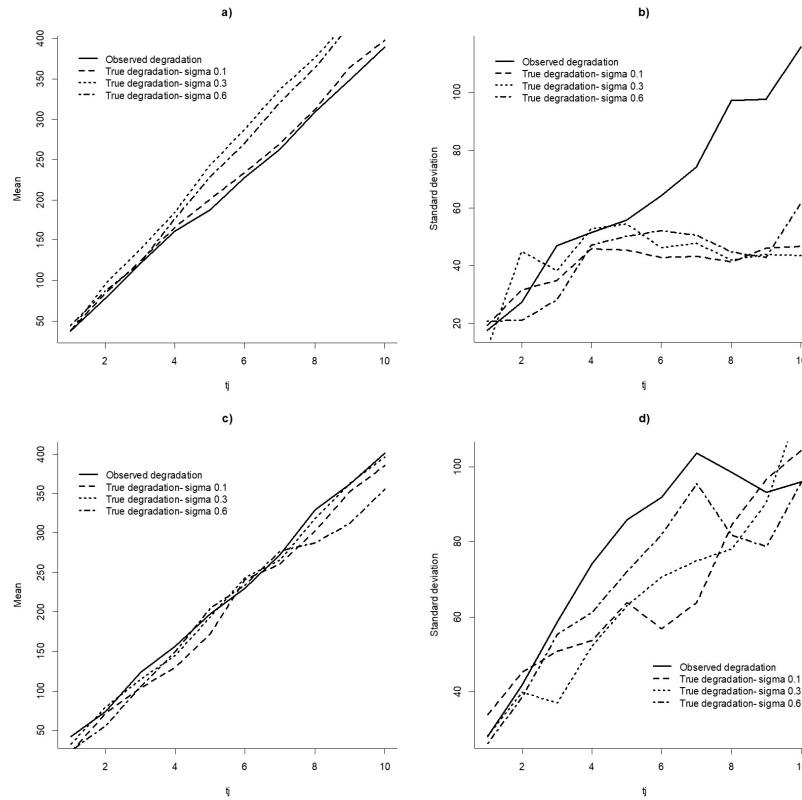 a)
Observed degradation
True degradation- sigma 0.1
True degradation- sigma 0.3
True degradation- sigma 0.6
Mean
400
350
300
250
200
150
100
50
2 4 6 8 10
tj
b)
Observed degradation
True degradation- sigma 0.1
True degradation- sigma 0.3
True degradation- sigma 0.6
Standard deviation
100
80
60
40
20
2 4 6 8
tj
c)
Observed degradation
True degradation- sigma 0.1
True degradation- sigma 0.3
True degradation- sigma 0.6
Mean
400
350
300
250
200
150
100
50
2 4 6 8 10
tj
d)
Standard deviation
100
80
60
40
Observed degradation
True degradation- sigma 0.1
True degradation- sigma 0.3
True degradation- sigma 0.6
2 4 6 8
tj